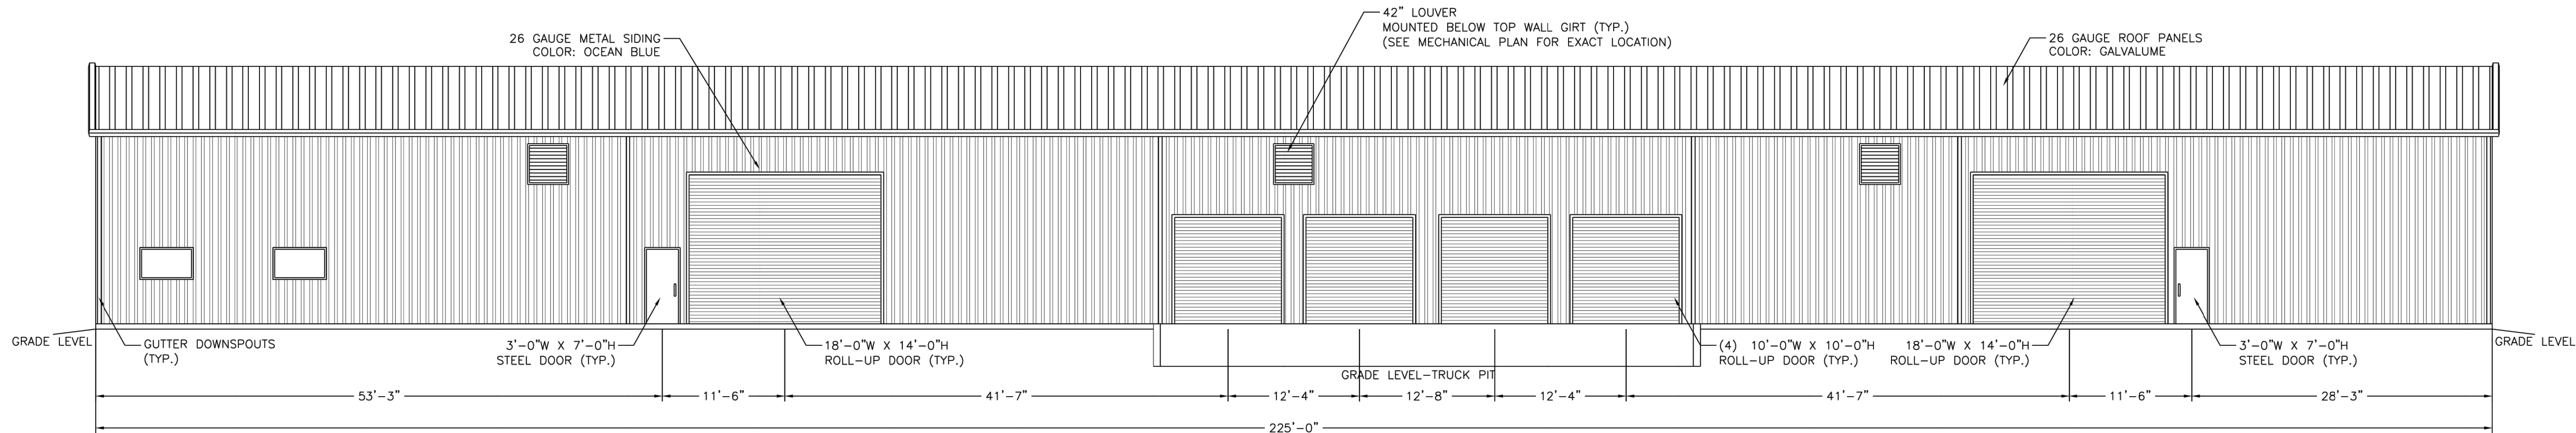 42" LOUVER
MOUNTED BELOW TOP WALL GIRT (TYP.)
(SEE MECHANICAL PLAN FOR EXACT LOCATION)
26 GAUGE METAL SIDING
COLOR: OCEAN BLUE
26 GAUGE ROOF PANELS
COLOR: GALVALUME
GRADE LEVEL
GUTTER DOWNSPOUTS
(TYP.)
3'-0"W X 7'-0"H
STEEL DOOR (TYP.)
18'-0"W X 14'-0"H
ROLL-UP DOOR (TYP.)
GRADE LEVEL-TRUCK PIT
(4) 10'-0"W X 10'-0"H
ROLL-UP DOOR (TYP.)
18'-0"W X 14'-0"H
ROLL-UP DOOR (TYP.)
3'-0"W X 7'-0"H
STEEL DOOR (TYP.)
GRADE LEVEL
53'-3"
11'-6"
41'-7"
12'-4"
12'-8"
12'-4"
41'-7"
11'-6"
28'-3"
225'-0"